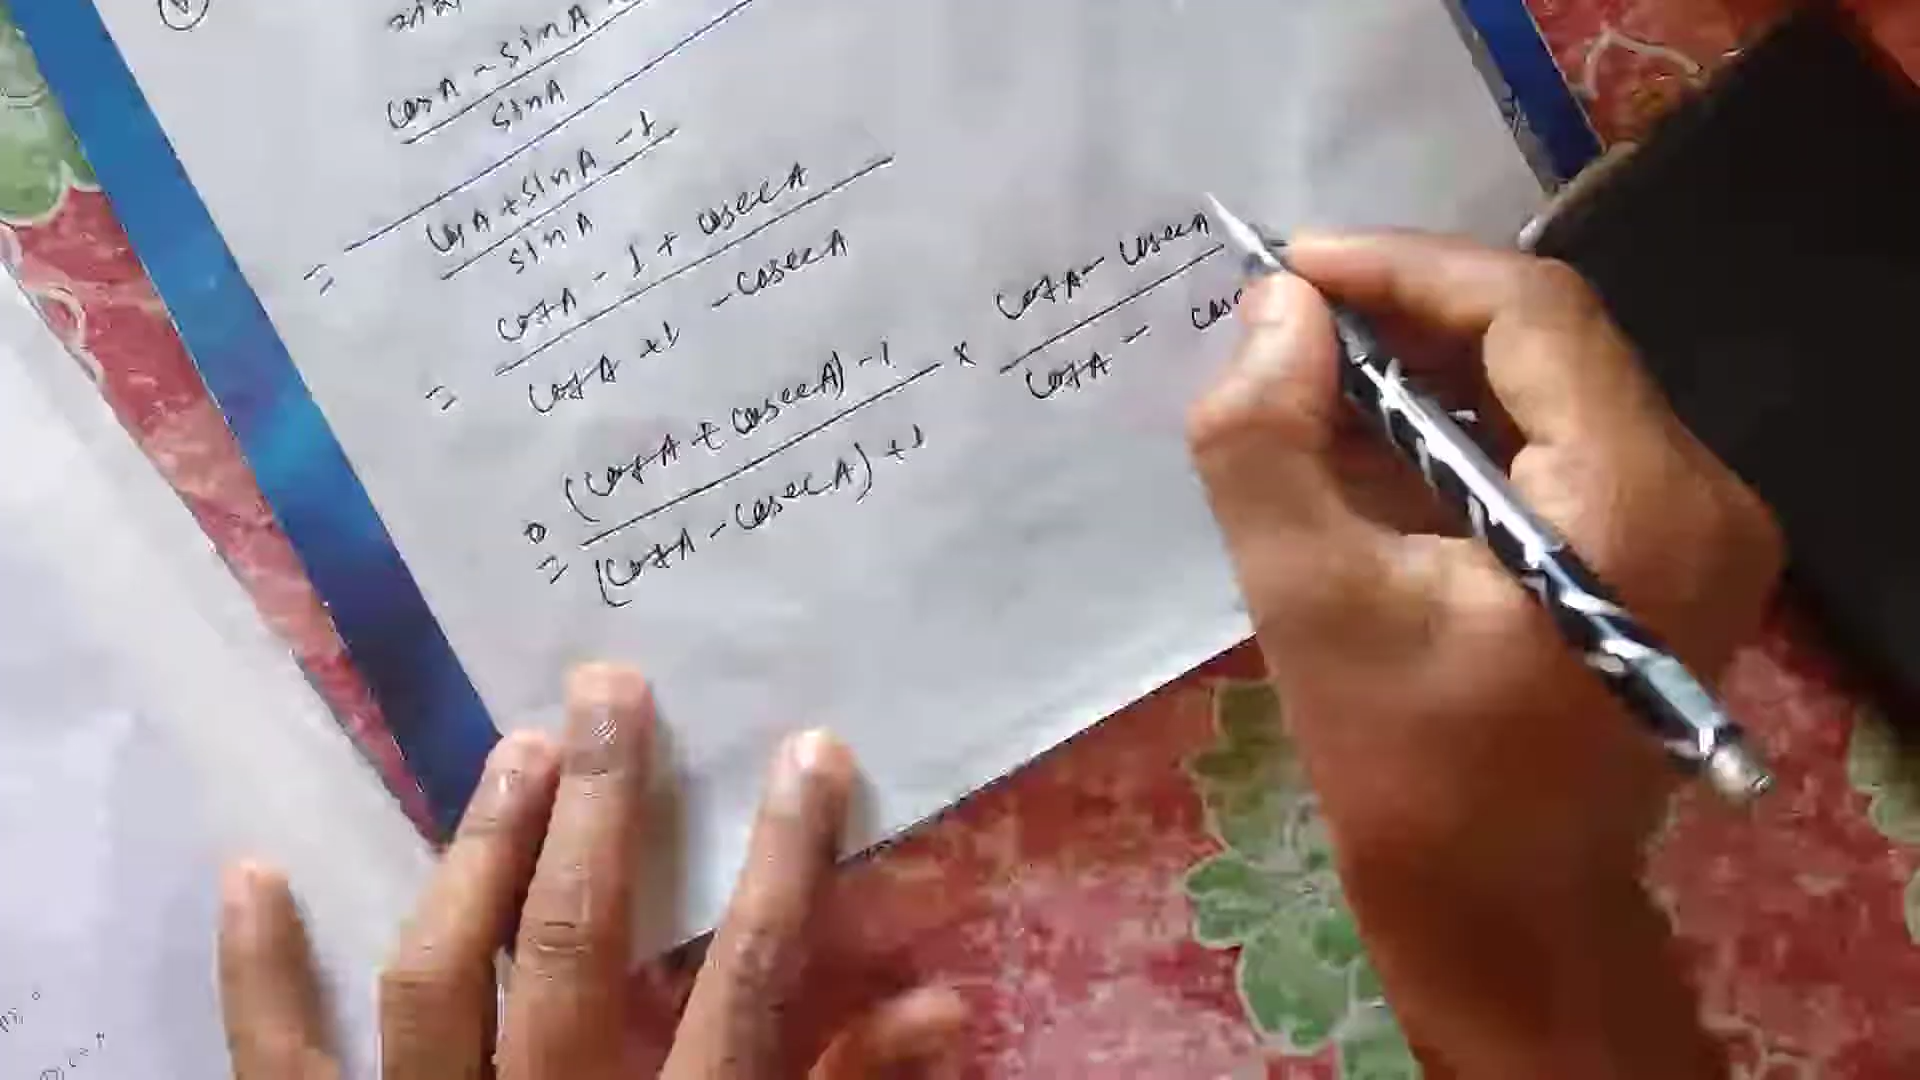 cosA - sinA
sinA
= cosA + sinA - 1
sinA
= cotA - 1 + cosecA
cotA + 1 - cosecA
= (cotA + cosecA) - 1 × cotA - cosecA
(cotA - cosecA) + 1 cotA - cose